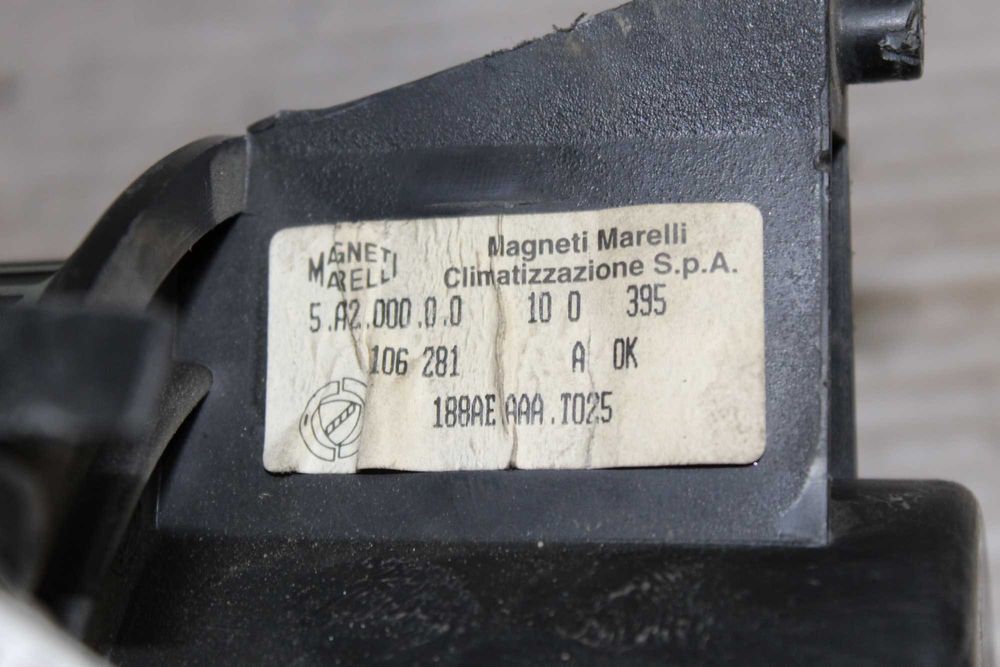 MAGNETI
MARELLI
Magneti Marelli
Climatizzazione S.p.A.
5.A2.000.0.0 10 0 395
106 281 A OK
188AE AAA.T025